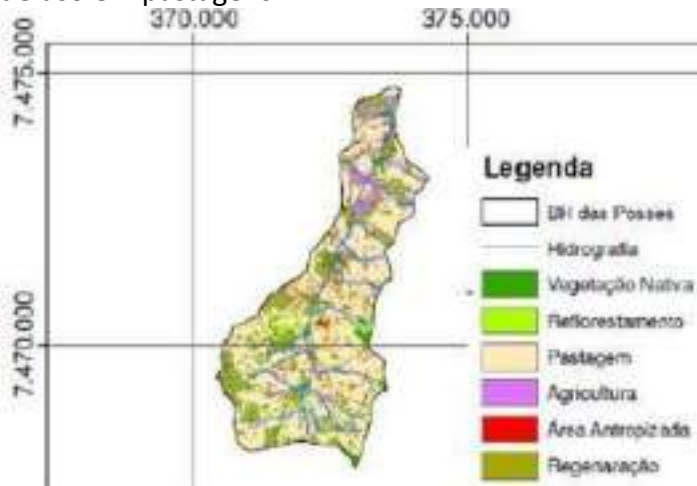 370.000
375.000
7.475.000
7.470.000
Legenda
BH das Posses
Hidrografia
Vegetação Nativa
Reflorestamento
Pastagem
Agricultura
Área Antropizada
Regenaração